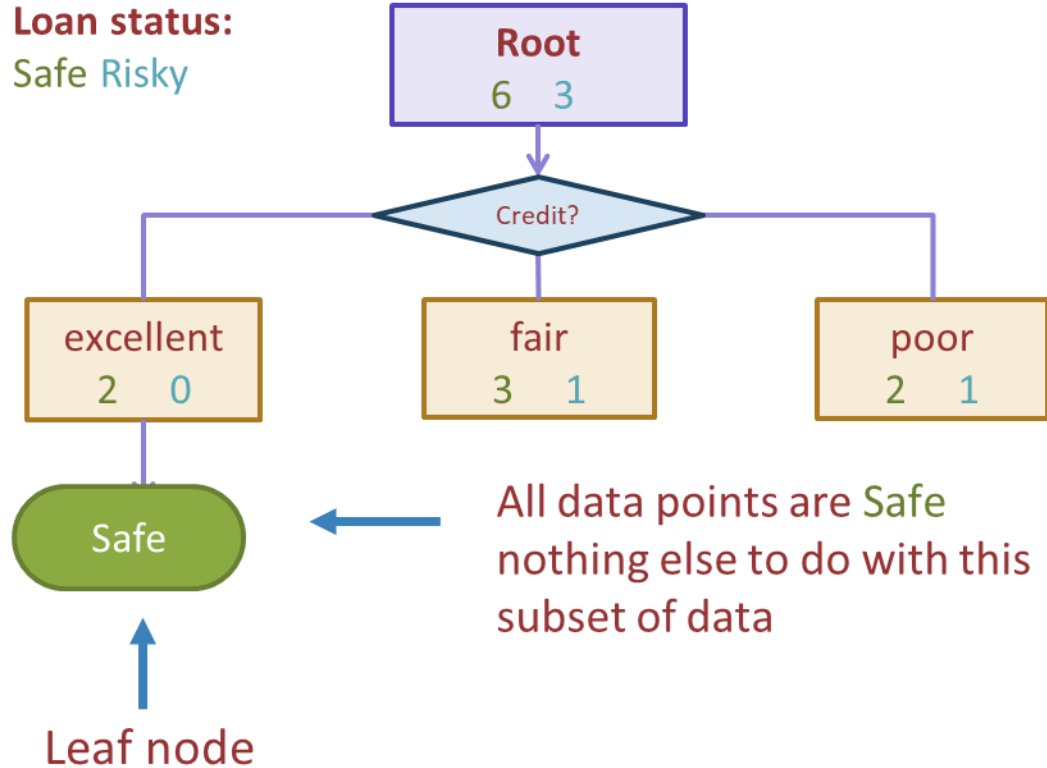 Loan status:
Safe Risky
Root
6 3
Credit?
excellent
2 0
fair
3 1
poor
2 1
Safe
All data points are Safe
nothing else to do with this
subset of data
Leaf node